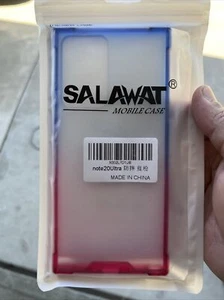 SALAWAT®
MOBILE CASE
note20Ultra
MADE IN CHINA